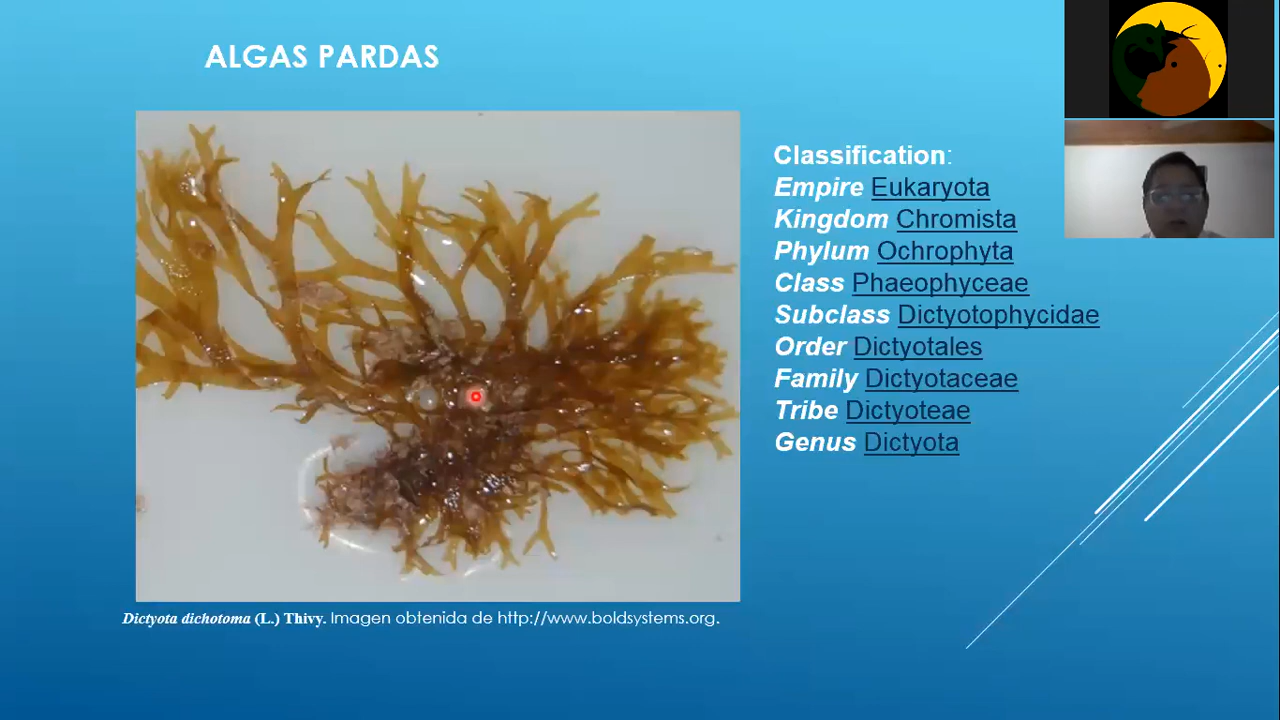 ALGAS PARDAS
Classification:
Empire Eukaryota
Kingdom Chromista
Phylum Ochrophyta
Class Phaeophyceae
Subclass Dictyotophycidae
Order Dictyotales
Family Dictyotaceae
Tribe Dictyoteae
Genus Dictyota
Dictyota dichotoma (L.) Thivy. Imagen obtenida de http://www.boldsystems.org.